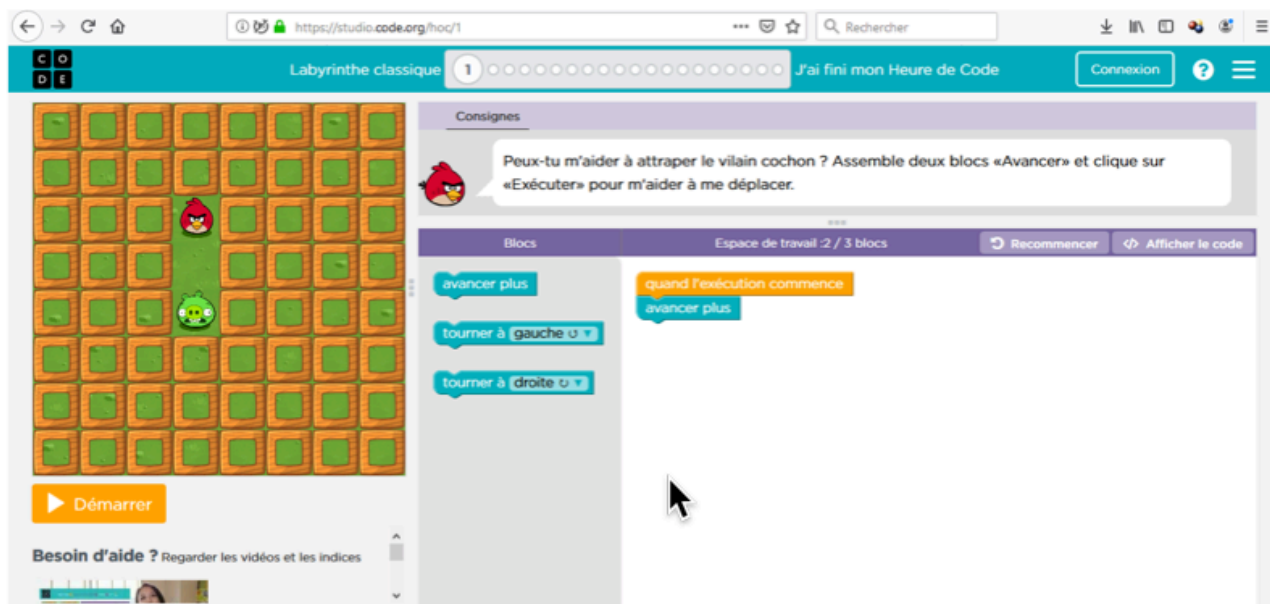 https://studio.code.org/hoc/1
Rechercher
C O
D E
Labyrinthe classique
1
J'ai fini mon Heure de Code
Connexion
?
Consignes
Peux-tu m'aider à attraper le vilain cochon ? Assemble deux blocs «Avancer» et clique sur
«Exécuter» pour m'aider à me déplacer.
Blocs
Espace de travail :2 / 3 blocs
Recommencer
Afficher le code
avancer plus
tourner à gauche
tourner à droite
quand l'exécution commence
avancer plus
Démarrer
Besoin d'aide ? Regarder les vidéos et les indices